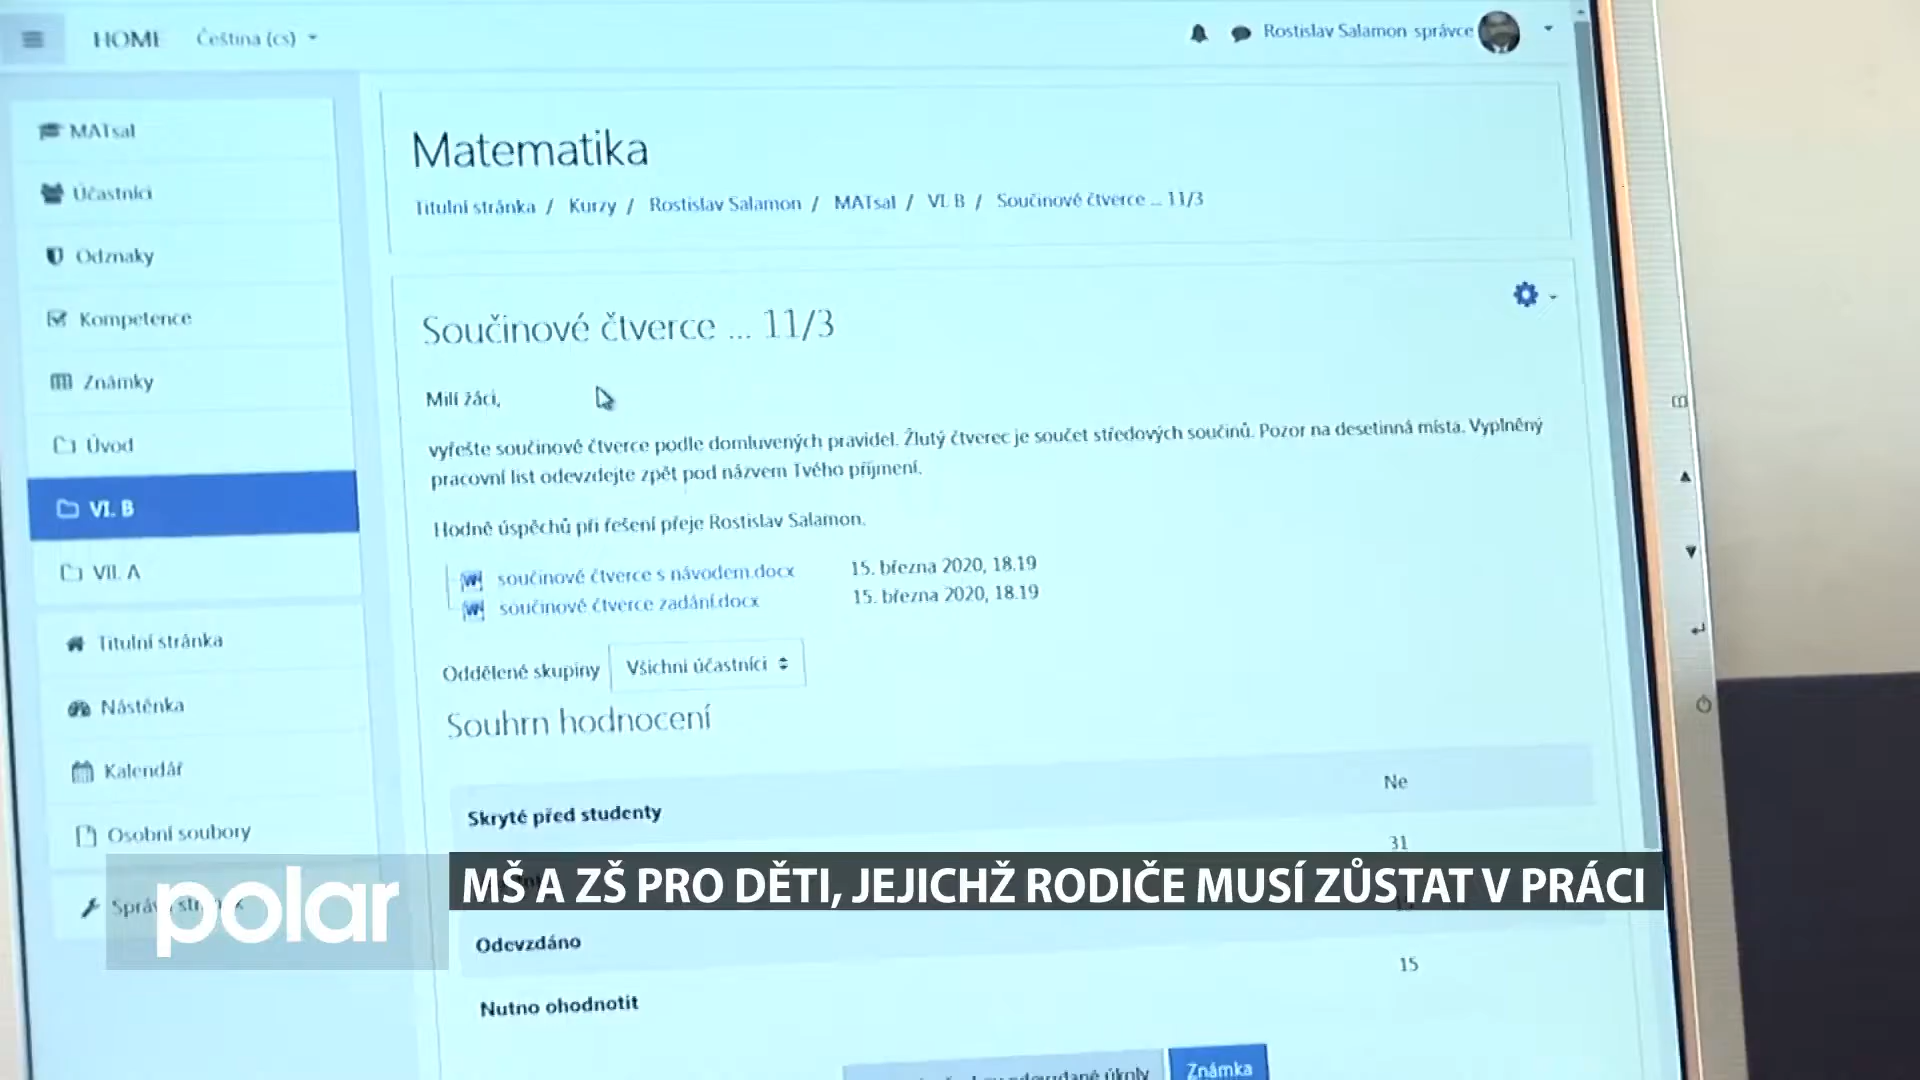 HOME Čeština (cs)
Rostislav Salamon správce
MATsal
Účastníci
Odznaky
Kompetence
Známky
Úvod
VI. B
VII. A
Titulní stránka
Nástěnka
Kalendář
Osobní soubory
Matematika
Titulní stránka / Kurzy / Rostislav Salamon / MATsal / VI. B / Součinové čtverce ... 11/3
Součinové čtverce ... 11/3
Milí žáci,
vyřešte součinové čtverce podle domluvených pravidel. Žlutý čtverec je součet středových součinů. Pozor na desetinná místa. Vyplněný
pracovní list odevzdejte zpět pod názvem Tvého příjmení.
Hodně úspěchů při řešení přeje Rostislav Salamon.
součinové čtverce s návodem.docx 15. března 2020, 18.19
součinové čtverce zadání.docx 15. března 2020, 18.19
Oddělené skupiny Všichni účastníci
Souhrn hodnocení
Skryté před studenty Ne
31
polar
MŠ A ZŠ PRO DĚTI, JEJICHŽ RODIČE MUSÍ ZŮSTAT V PRÁCI
Odevzdáno
15
Nutno ohodnotit
úkoly
Známka